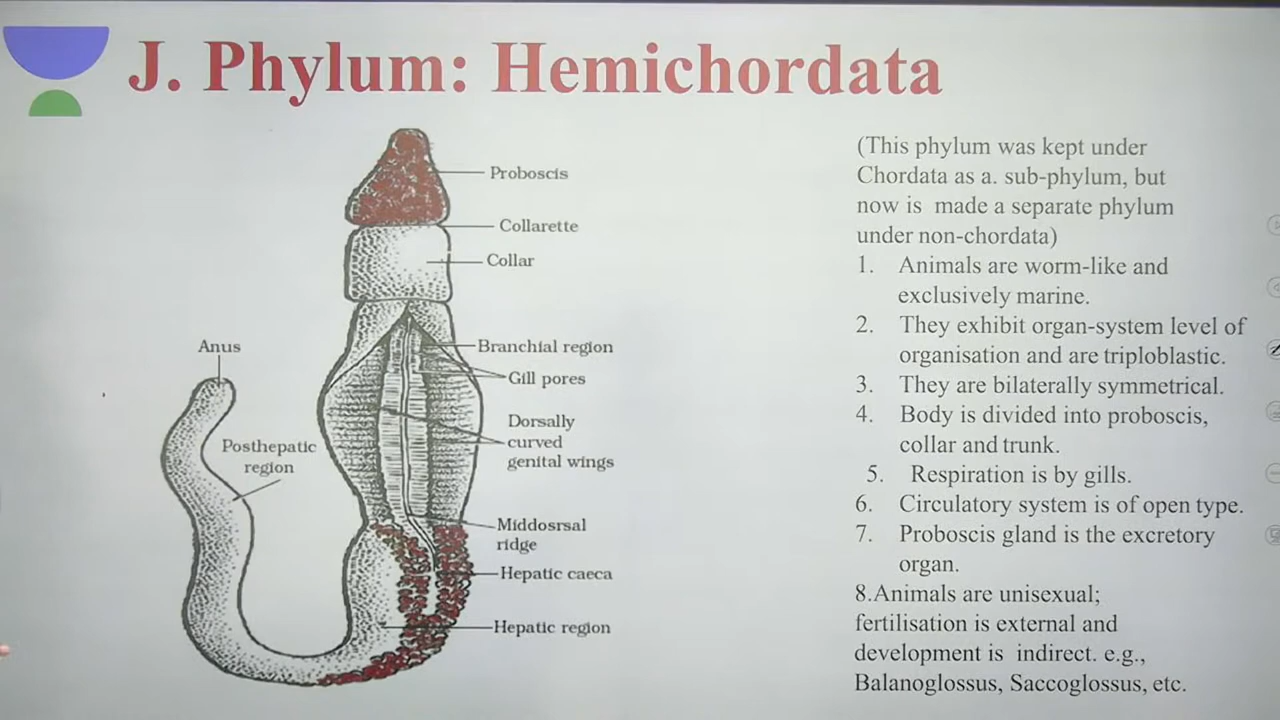 J. Phylum: Hemichordata
Proboscis
Collarette
Collar
Branchial region
Gill pores
Dorsally
curved
genital wings
Middosrsal
ridge
Hepatic caeca
Hepatic region
Anus
Posthepatic
region
(This phylum was kept under
Chordata as a. sub-phylum, but
now is made a separate phylum
under non-chordata)
1. Animals are worm-like and
exclusively marine.
2. They exhibit organ-system level of
organisation and are triploblastic.
3. They are bilaterally symmetrical.
4. Body is divided into proboscis,
collar and trunk.
5. Respiration is by gills.
6. Circulatory system is of open type.
7. Proboscis gland is the excretory
organ.
8.Animals are unisexual;
fertilisation is external and
development is indirect. e.g.,
Balanoglossus, Saccoglossus, etc.